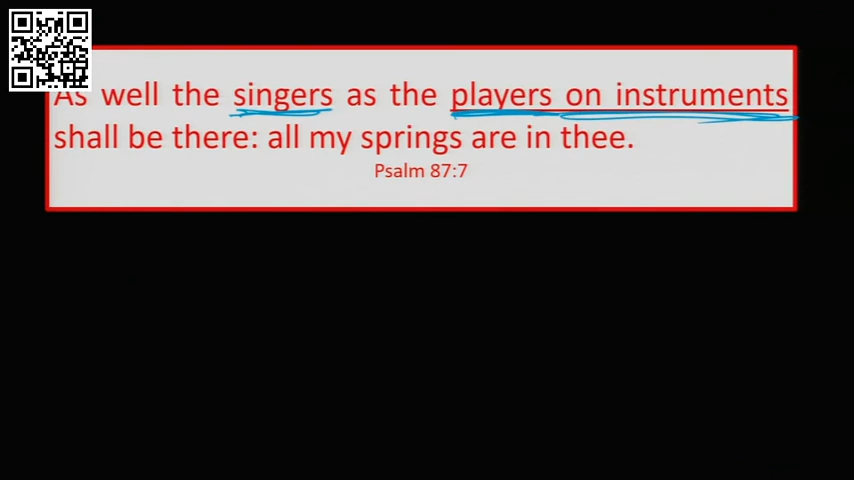 As well the singers as the players on instruments
shall be there: all my springs are in thee.
Psalm 87:7